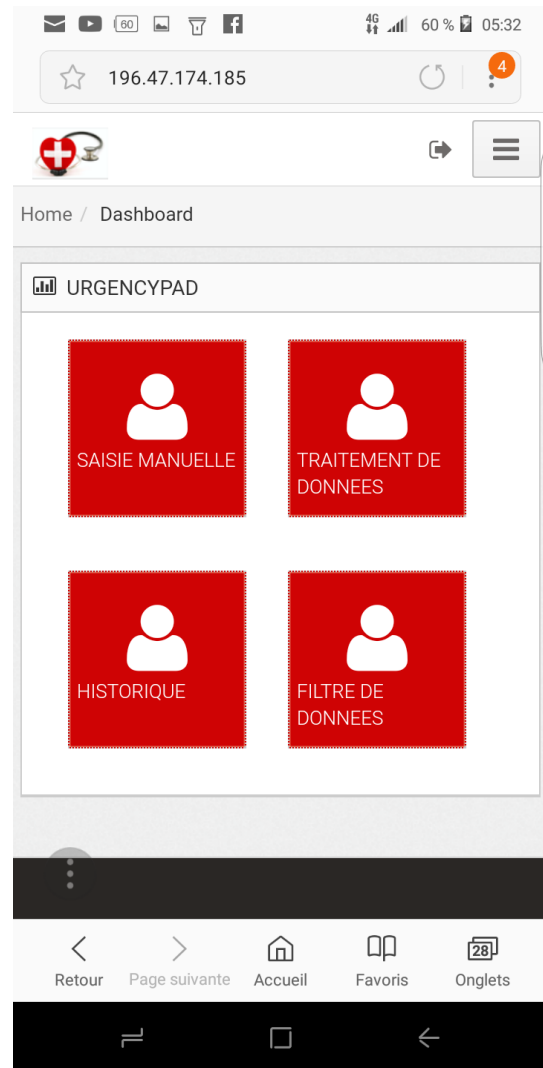 60 4G 60 % 05:32
196.47.174.185 4
Home / Dashboard
URGENCYPAD
SAISIE MANUELLE
TRAITEMENT DE
DONNEES
HISTORIQUE
FILTRE DE
DONNEES
28
Retour Page suivante Accueil Favoris Onglets